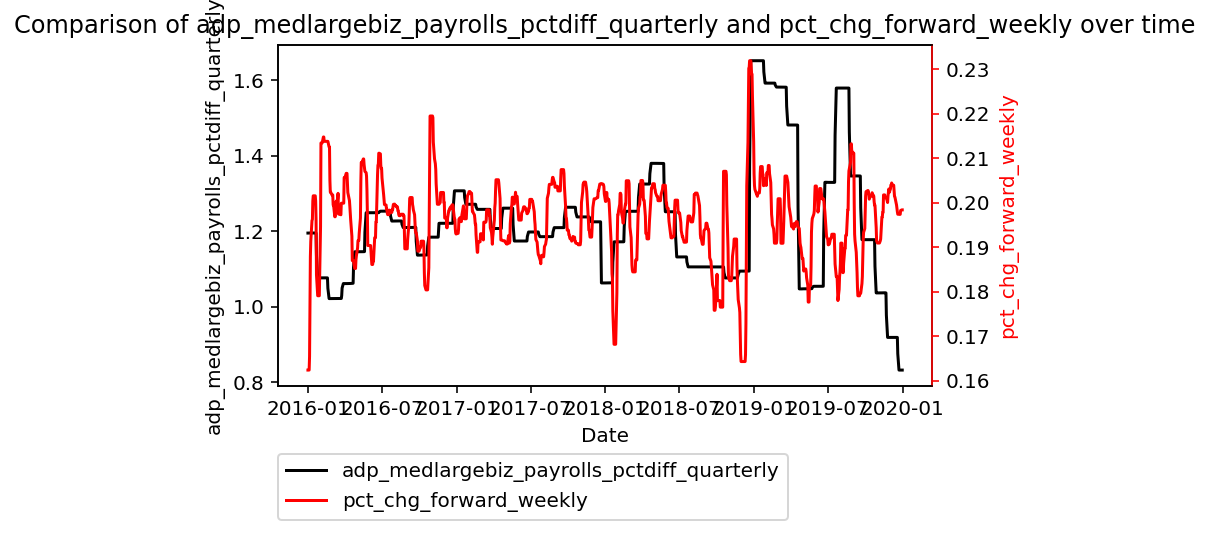 Comparison of adp_medlargebiz_payrolls_pctdiff_quarterly and pct_chg_forward_weekly over time
adp_medlargebiz_payrolls_pctdiff_quarterly
1.6
1.4
1.2
1.0
0.8
0.23
0.22
0.21
0.20
0.19
0.18
0.17
0.16
pct_chg_forward_weekly
2016-01 2016-07 2017-01 2017-07 2018-01 2018-07 2019-01 2019-07 2020-01
Date
adp_medlargebiz_payrolls_pctdiff_quarterly
pct_chg_forward_weekly